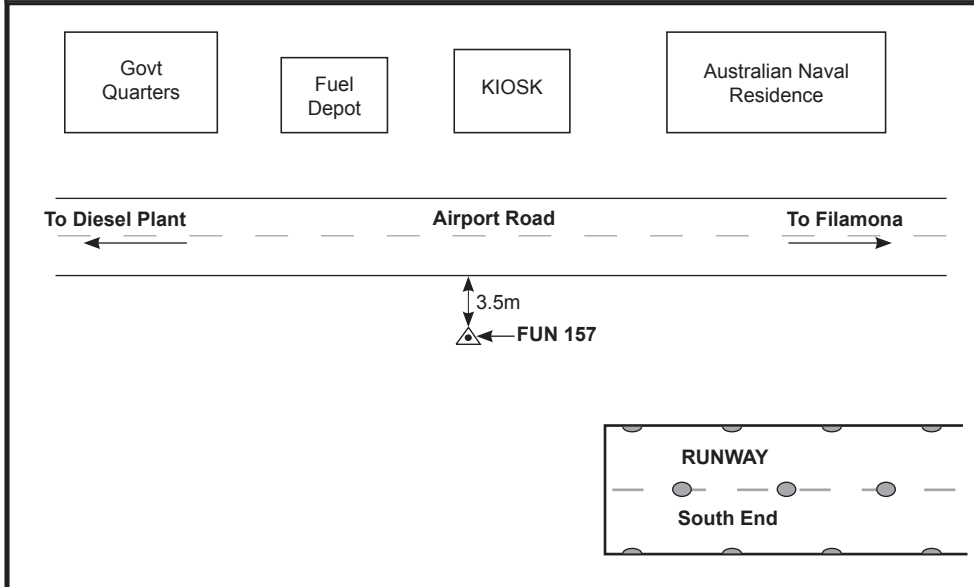 Govt
Quarters
Fuel
Depot
KIOSK
Australian Naval
Residence
To Diesel Plant
Airport Road
To Filamona
3.5m
FUN 157
RUNWAY
South End